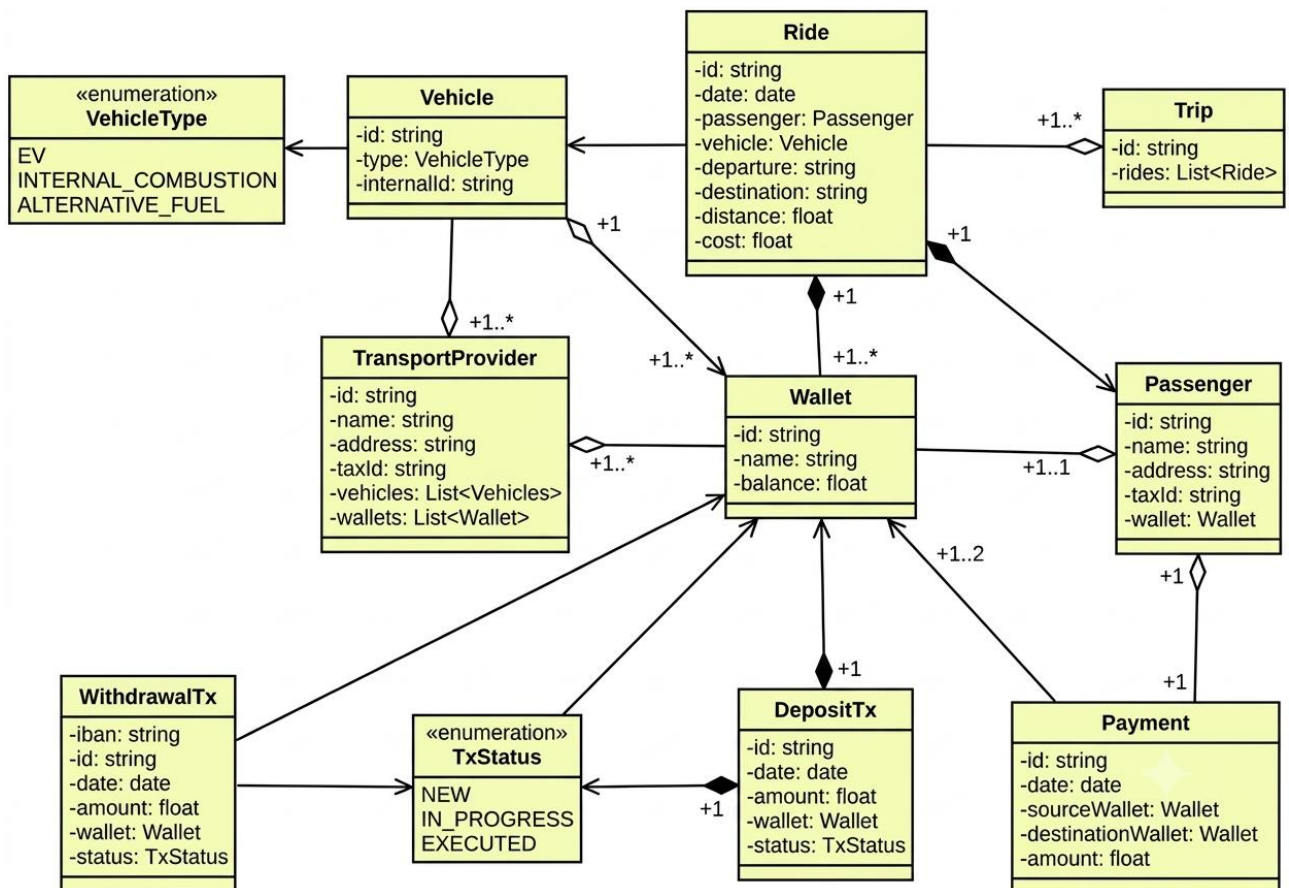 «enumeration»
VehicleType
EV
INTERNAL_COMBUSTION
ALTERNATIVE_FUEL
Vehicle
-id: string
-type: VehicleType
-internalId: string
Ride
-id: string
-date: date
-passenger: Passenger
-vehicle: Vehicle
-departure: string
-destination: string
-distance: float
-cost: float
Trip
-id: string
-rides: List<Ride>
+1..*
+1
+1
+1
+1..*
+1..*
+1..*
TransportProvider
-id: string
-name: string
-address: string
-taxId: string
-vehicles: List<Vehicles>
-wallets: List<Wallet>
+1..*
Wallet
-id: string
-name: string
-balance: float
+1..1
Passenger
-id: string
-name: string
-address: string
-taxId: string
-wallet: Wallet
+1..2
+1
+1
+1
+1
WithdrawalTx
-iban: string
-id: string
-date: date
-amount: float
-wallet: Wallet
-status: TxStatus
«enumeration»
TxStatus
NEW
IN_PROGRESS
EXECUTED
DepositTx
-id: string
-date: date
-amount: float
-wallet: Wallet
-status: TxStatus
Payment
-id: string
-date: date
-sourceWallet: Wallet
-destinationWallet: Wallet
-amount: float